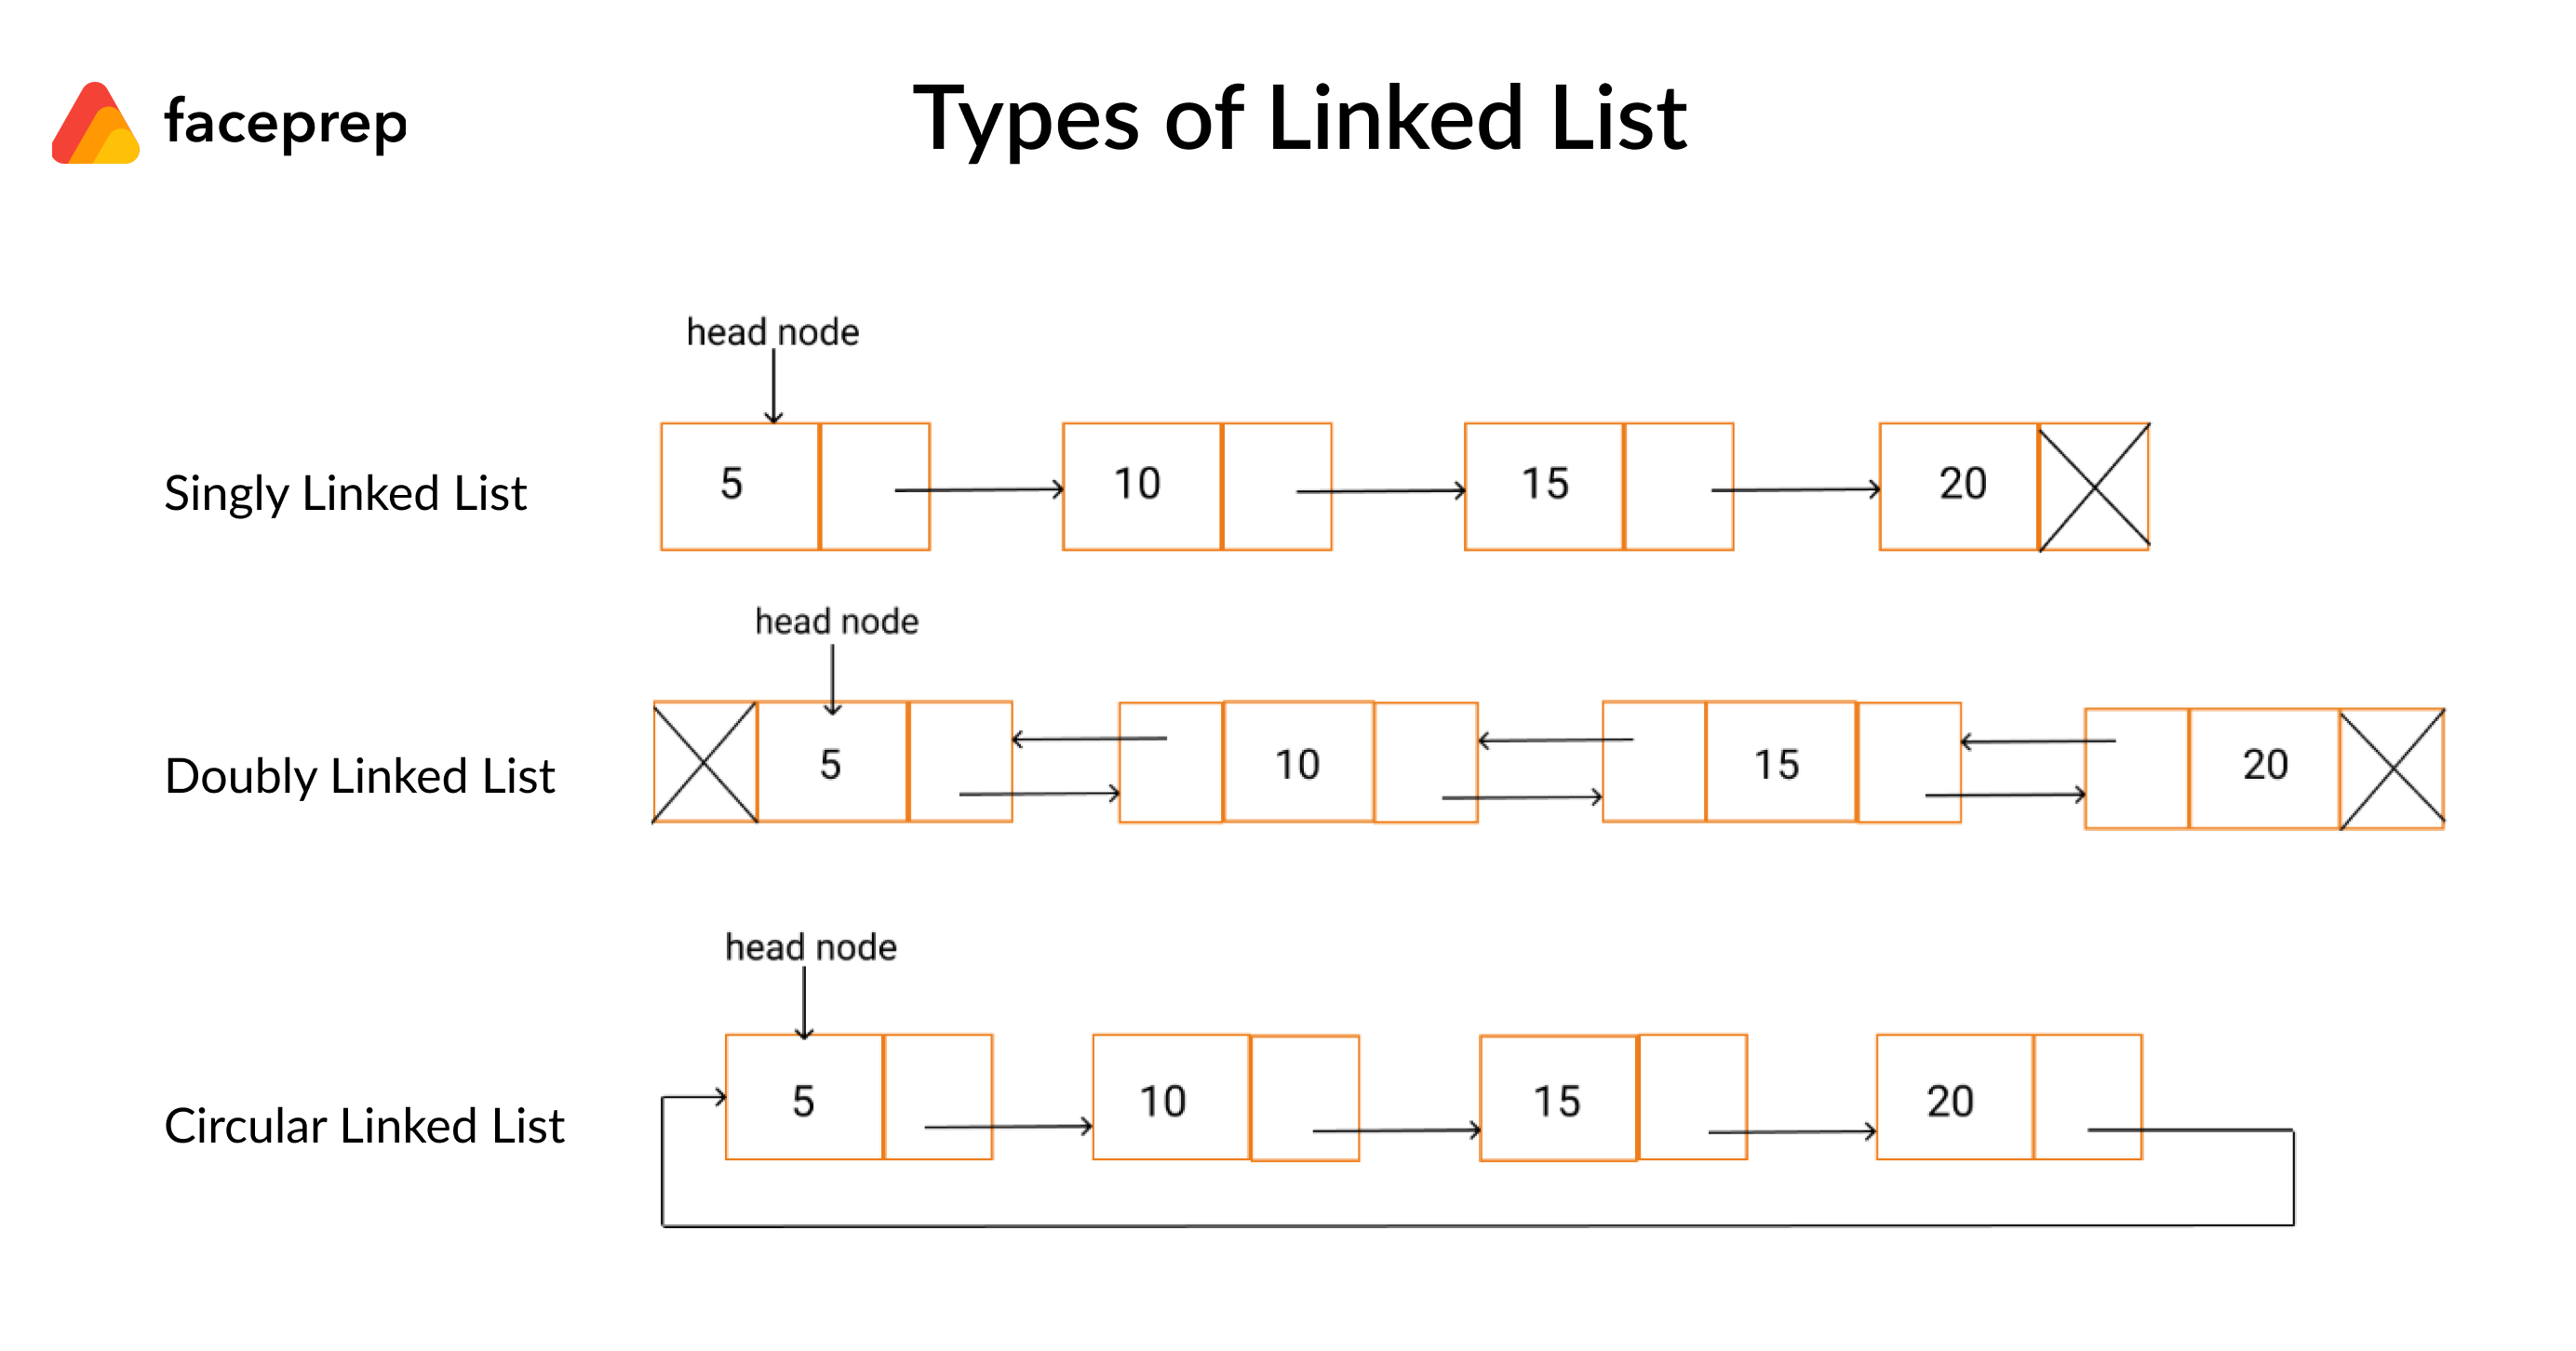 faceprep
Types of Linked List
head node
Singly Linked List
5
10
15
20
head node
Doubly Linked List
5
10
15
20
head node
Circular Linked List
5
10
15
20